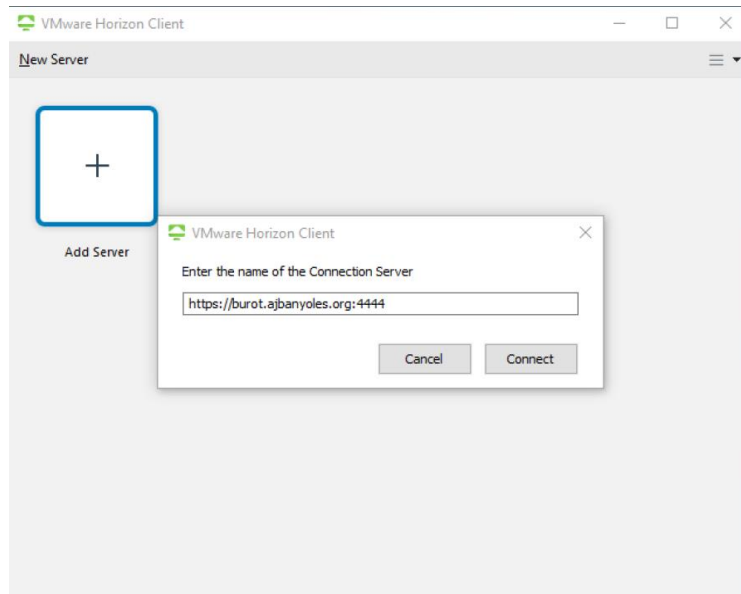 VMware Horizon Client
New Server
+
Add Server
VMware Horizon Client
Enter the name of the Connection Server
https://burot.ajbanyoles.org:4444
Cancel Connect